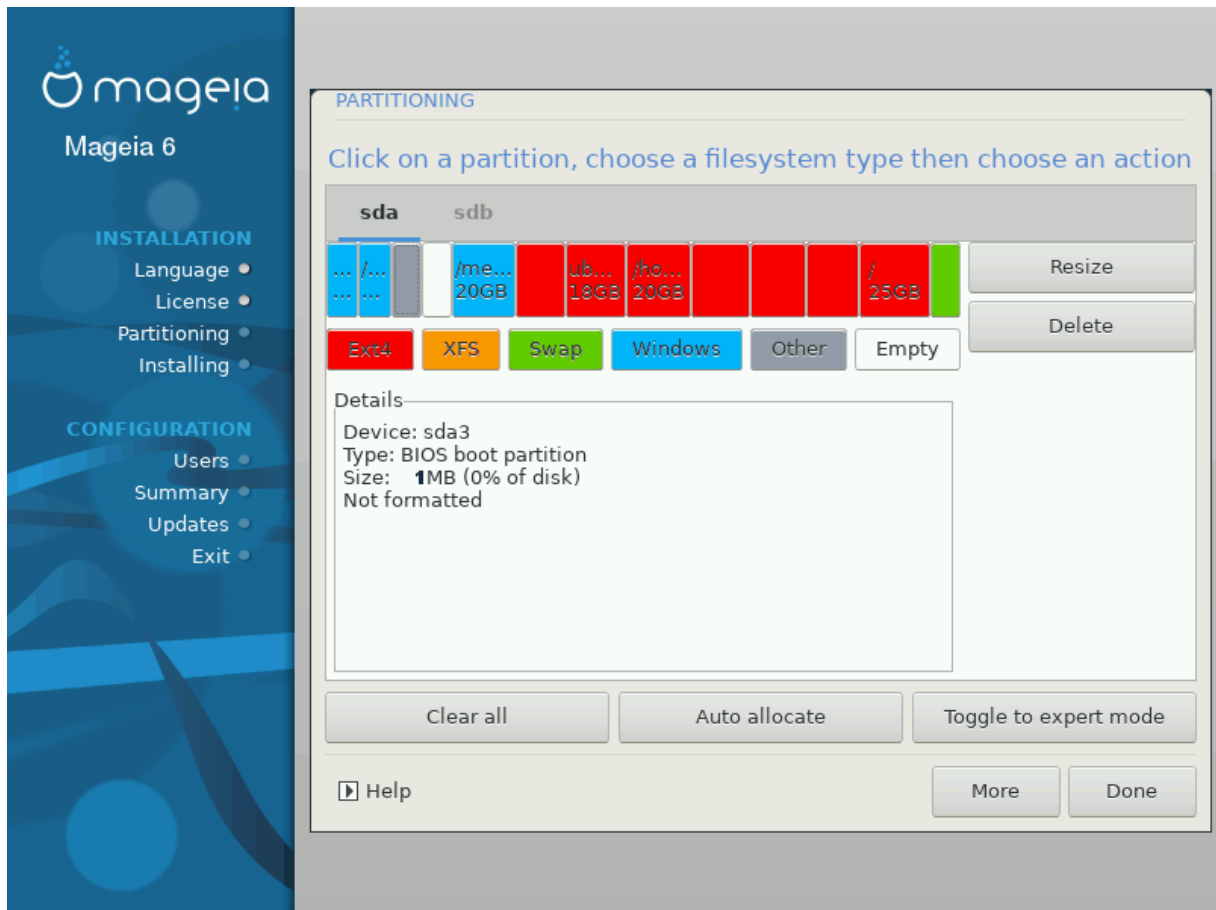 mageia
Mageia 6
INSTALLATION
Language
License
Partitioning
Installing
CONFIGURATION
Users
Summary
Updates
Exit
PARTITIONING
Click on a partition, choose a filesystem type then choose an action
sda sdb
... /... /me... ub... /ho... /
... ... 20GB 18GB 20GB 25GB
Resize
Delete
Ext4 XFS Swap Windows Other Empty
Details
Device: sda3
Type: BIOS boot partition
Size: 1MB (0% of disk)
Not formatted
Clear all Auto allocate Toggle to expert mode
Help More Done